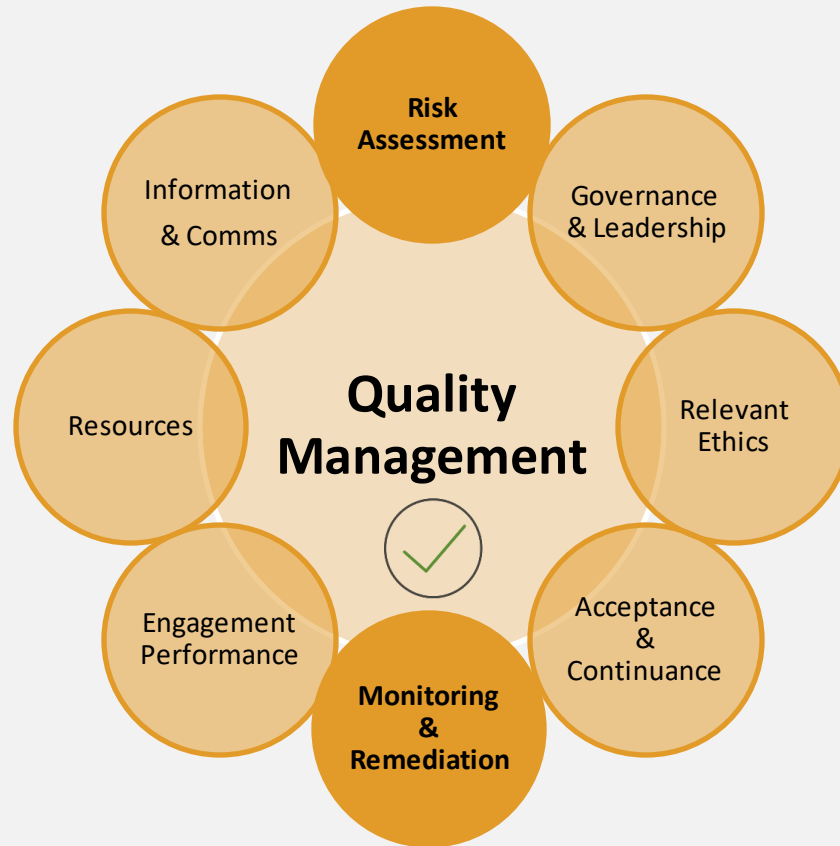 Risk
Assessment
Governance
& Leadership
Relevant
Ethics
Acceptance
&
Continuance
Monitoring
&
Remediation
Engagement
Performance
Resources
Information
& Comms
Quality
Management